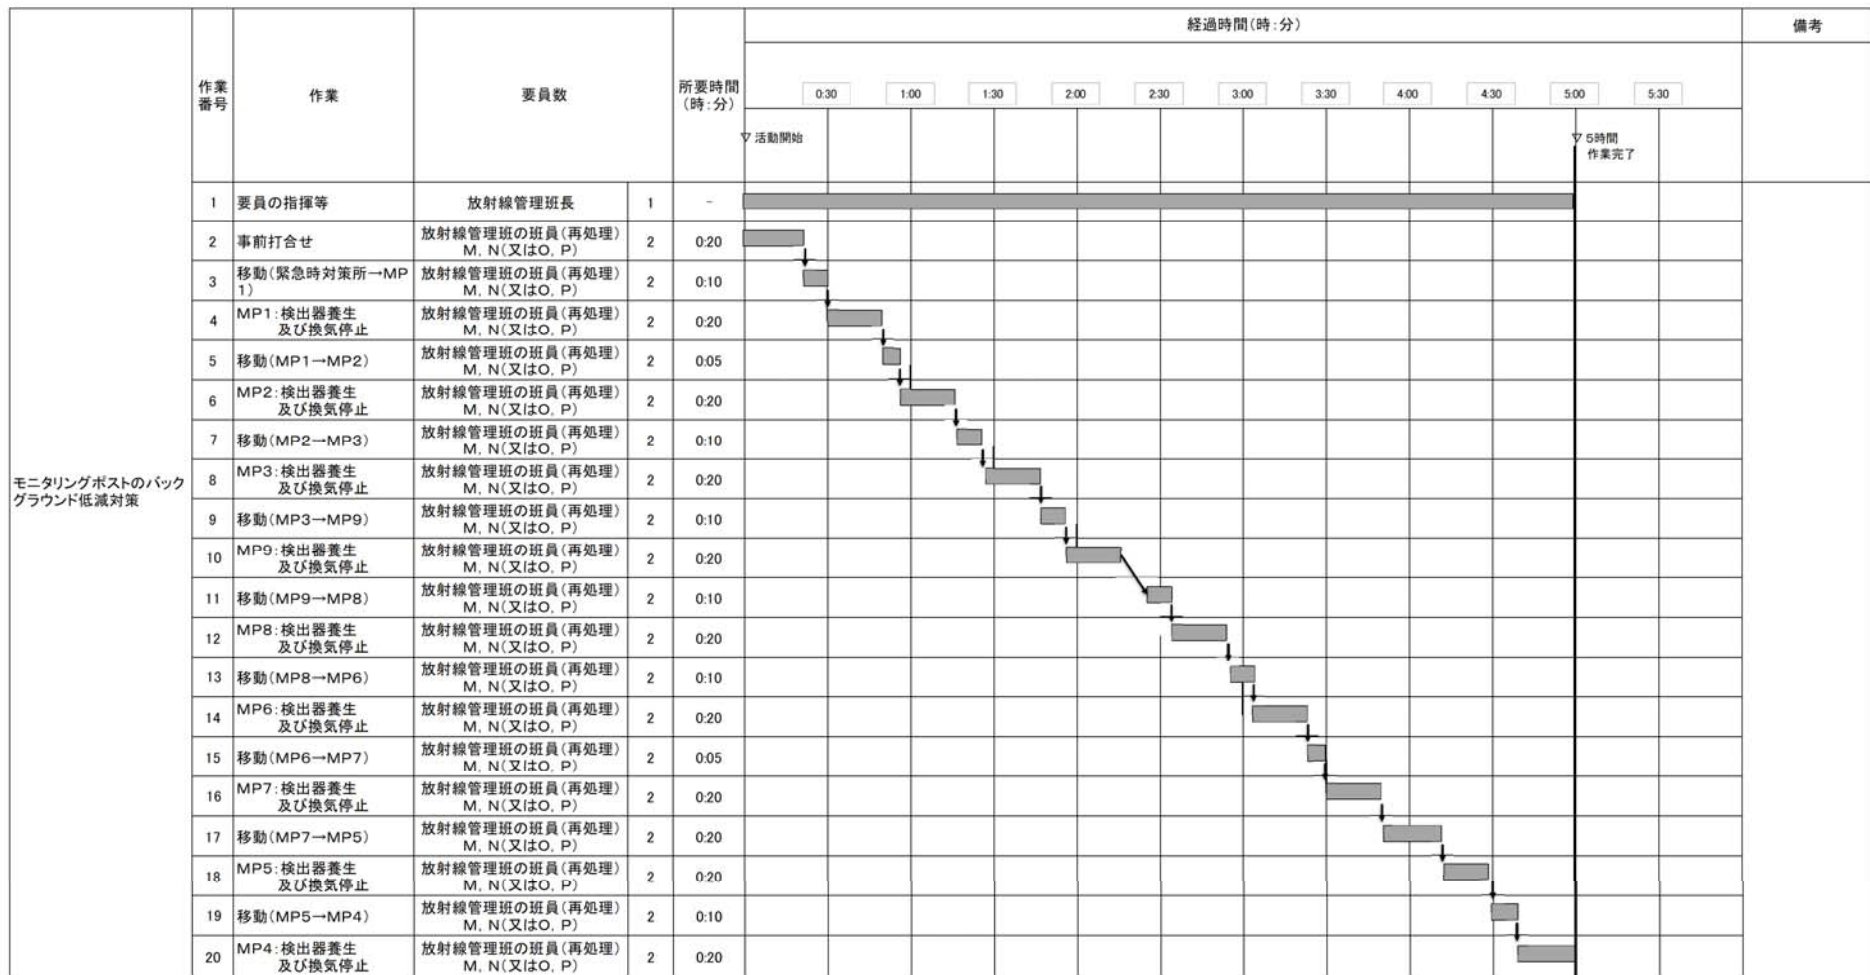 経過時間(時:分)
備考
作業
番号
作業
要員数
所要時間
(時:分)
0:30
1:00
1:30
2:00
2:30
3:00
3:30
4:00
4:30
5:00
5:30
▽ 活動開始
▽ 5時間
作業完了
モニタリングポストのバック
グラウンド低減対策
1 要員の指揮等 放射線管理班長 1 -
2 事前打合せ 放射線管理班の班員(再処理) 2 0:20
M, N(又はO, P)
3 移動(緊急時対策所→MP 放射線管理班の班員(再処理) 2 0:10
1) M, N(又はO, P)
4 MP1:検出器養生 放射線管理班の班員(再処理) 2 0:20
及び換気停止 M, N(又はO, P)
5 移動(MP1→MP2) 放射線管理班の班員(再処理) 2 0:05
M, N(又はO, P)
6 MP2:検出器養生 放射線管理班の班員(再処理) 2 0:20
及び換気停止 M, N(又はO, P)
7 移動(MP2→MP3) 放射線管理班の班員(再処理) 2 0:10
M, N(又はO, P)
8 MP3:検出器養生 放射線管理班の班員(再処理) 2 0:20
及び換気停止 M, N(又はO, P)
9 移動(MP3→MP9) 放射線管理班の班員(再処理) 2 0:10
M, N(又はO, P)
10 MP9:検出器養生 放射線管理班の班員(再処理) 2 0:20
及び換気停止 M, N(又はO, P)
11 移動(MP9→MP8) 放射線管理班の班員(再処理) 2 0:10
M, N(又はO, P)
12 MP8:検出器養生 放射線管理班の班員(再処理) 2 0:20
及び換気停止 M, N(又はO, P)
13 移動(MP8→MP6) 放射線管理班の班員(再処理) 2 0:10
M, N(又はO, P)
14 MP6:検出器養生 放射線管理班の班員(再処理) 2 0:20
及び換気停止 M, N(又はO, P)
15 移動(MP6→MP7) 放射線管理班の班員(再処理) 2 0:05
M, N(又はO, P)
16 MP7:検出器養生 放射線管理班の班員(再処理) 2 0:20
及び換気停止 M, N(又はO, P)
17 移動(MP7→MP5) 放射線管理班の班員(再処理) 2 0:20
M, N(又はO, P)
18 MP5:検出器養生 放射線管理班の班員(再処理) 2 0:20
及び換気停止 M, N(又はO, P)
19 移動(MP5→MP4) 放射線管理班の班員(再処理) 2 0:10
M, N(又はO, P)
20 MP4:検出器養生 放射線管理班の班員(再処理) 2 0:20
及び換気停止 M, N(又はO, P)